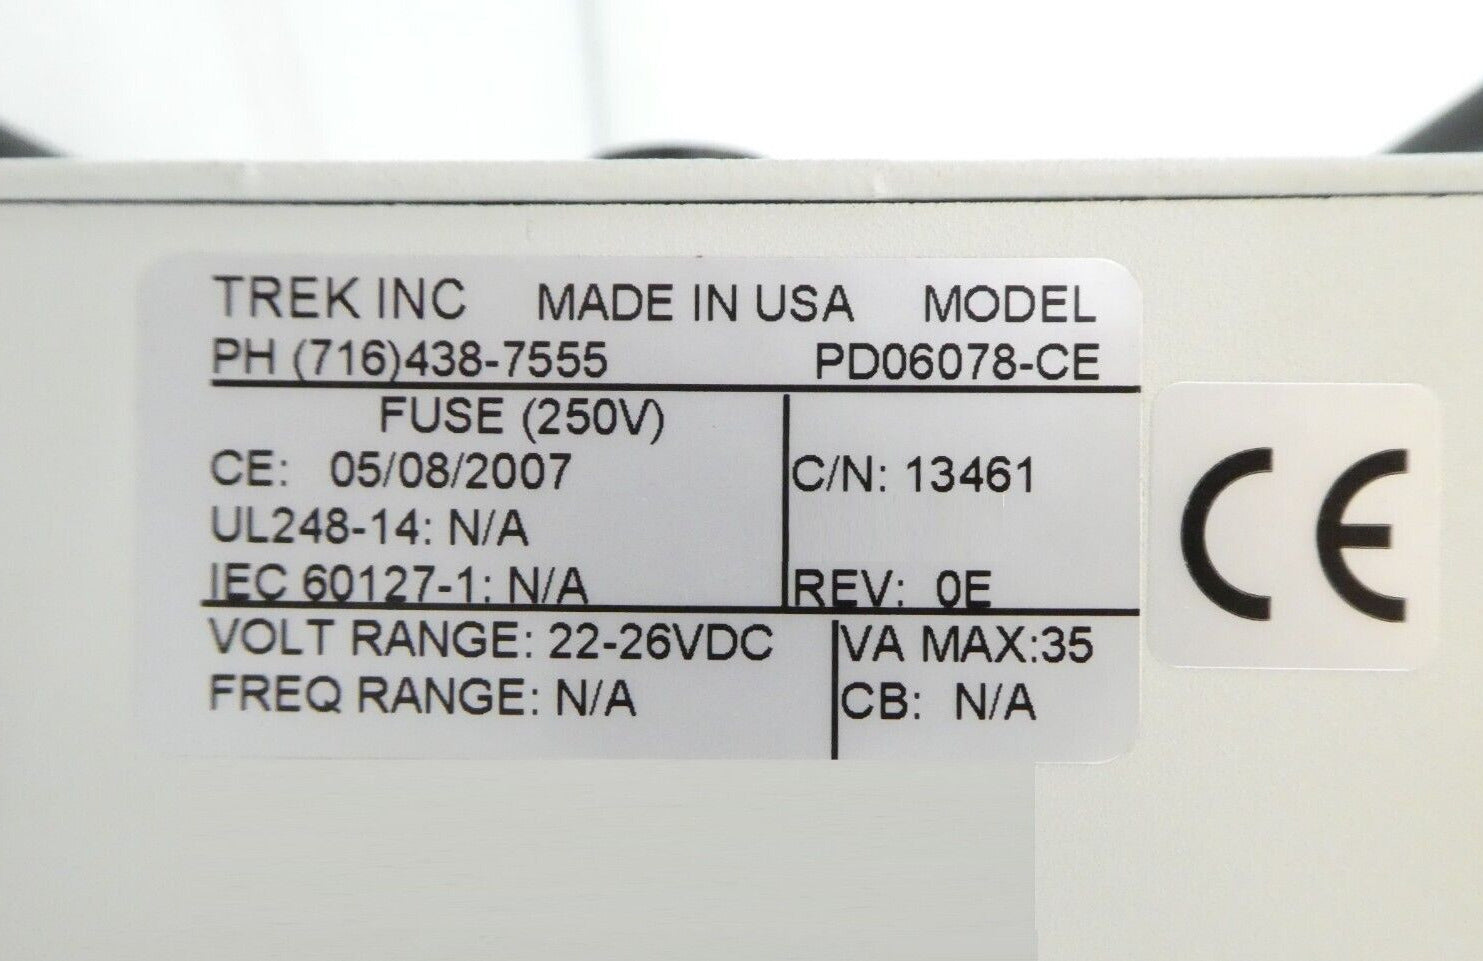 TREK INC MADE IN USA MODEL
PH (716)438-7555 PD06078-CE
FUSE (250V)
CE: 05/08/2007 C/N: 13461
UL248-14: N/A
IEC 60127-1: N/A REV: 0E
VOLT RANGE: 22-26VDC VA MAX:35
FREQ RANGE: N/A CB: N/A
CE